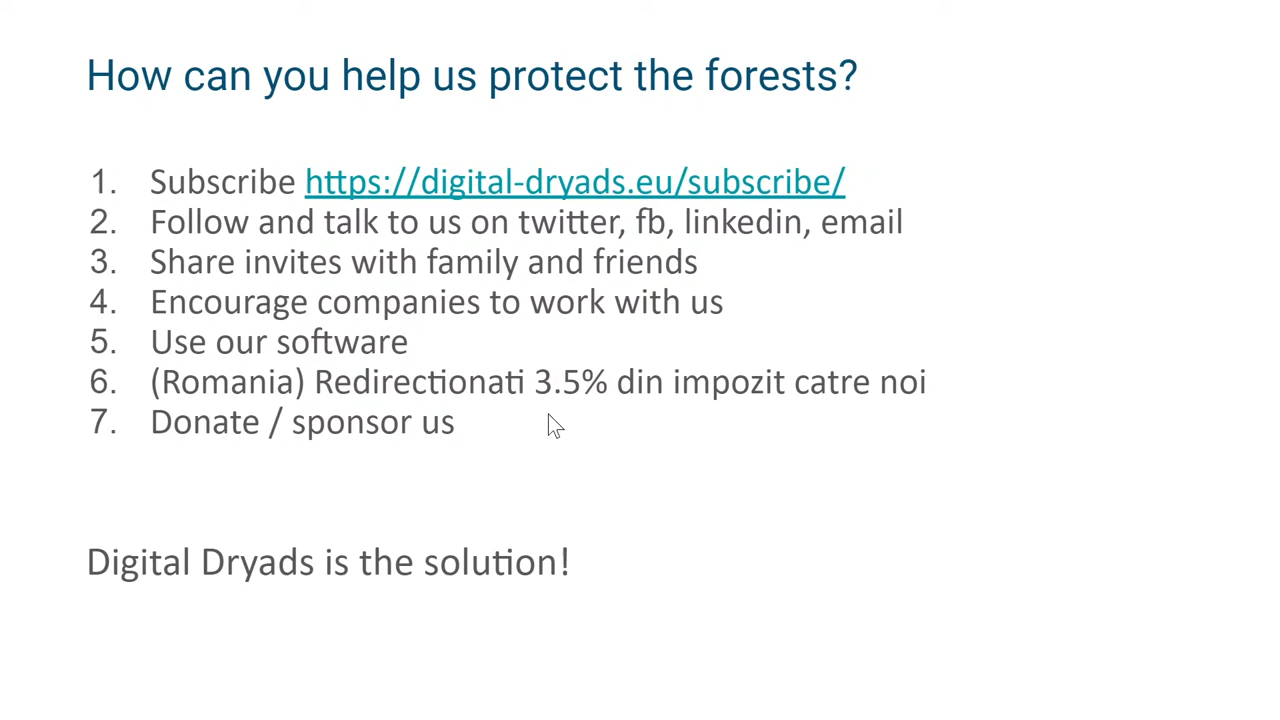 How can you help us protect the forests?
1. Subscribe https://digital-dryads.eu/subscribe/
2. Follow and talk to us on twitter, fb, linkedin, email
3. Share invites with family and friends
4. Encourage companies to work with us
5. Use our software
6. (Romania) Redirectionati 3.5% din impozit catre noi
7. Donate / sponsor us
Digital Dryads is the solution!